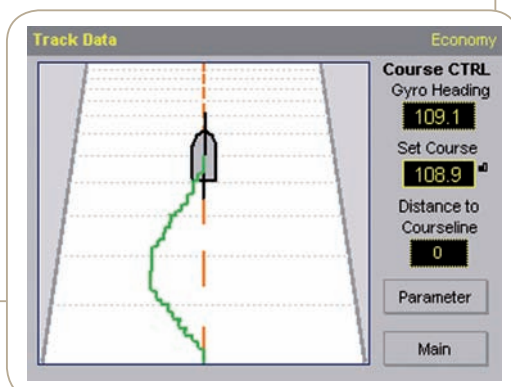 Track Data
Economy
Course CTRL
Gyro Heading
109.1
Set Course
108.9
Distance to
Courseline
0
Parameter
Main